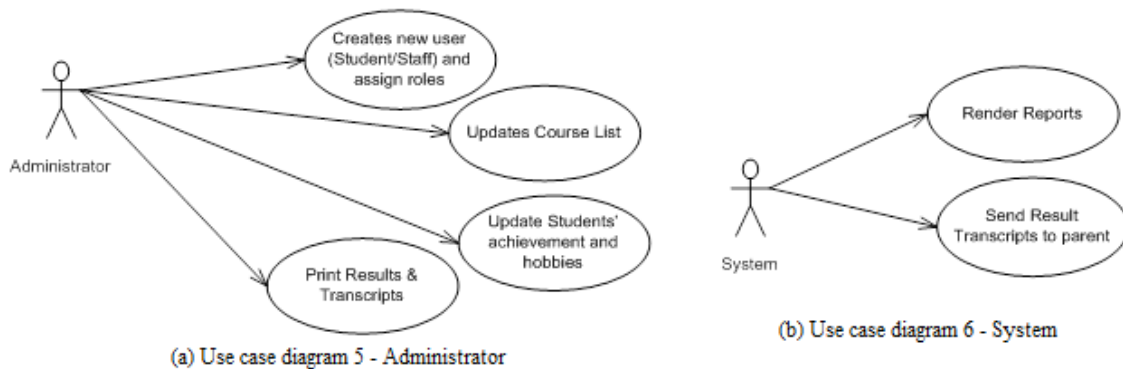 Creates new user
(Student/Staff) and
assign roles
Administrator
Updates Course List
Update Students'
achievement and
hobbies
Print Results &
Transcripts
(a) Use case diagram 5 - Administrator
Render Reports
System
Send Result
Transcripts to parent
(b) Use case diagram 6 - System